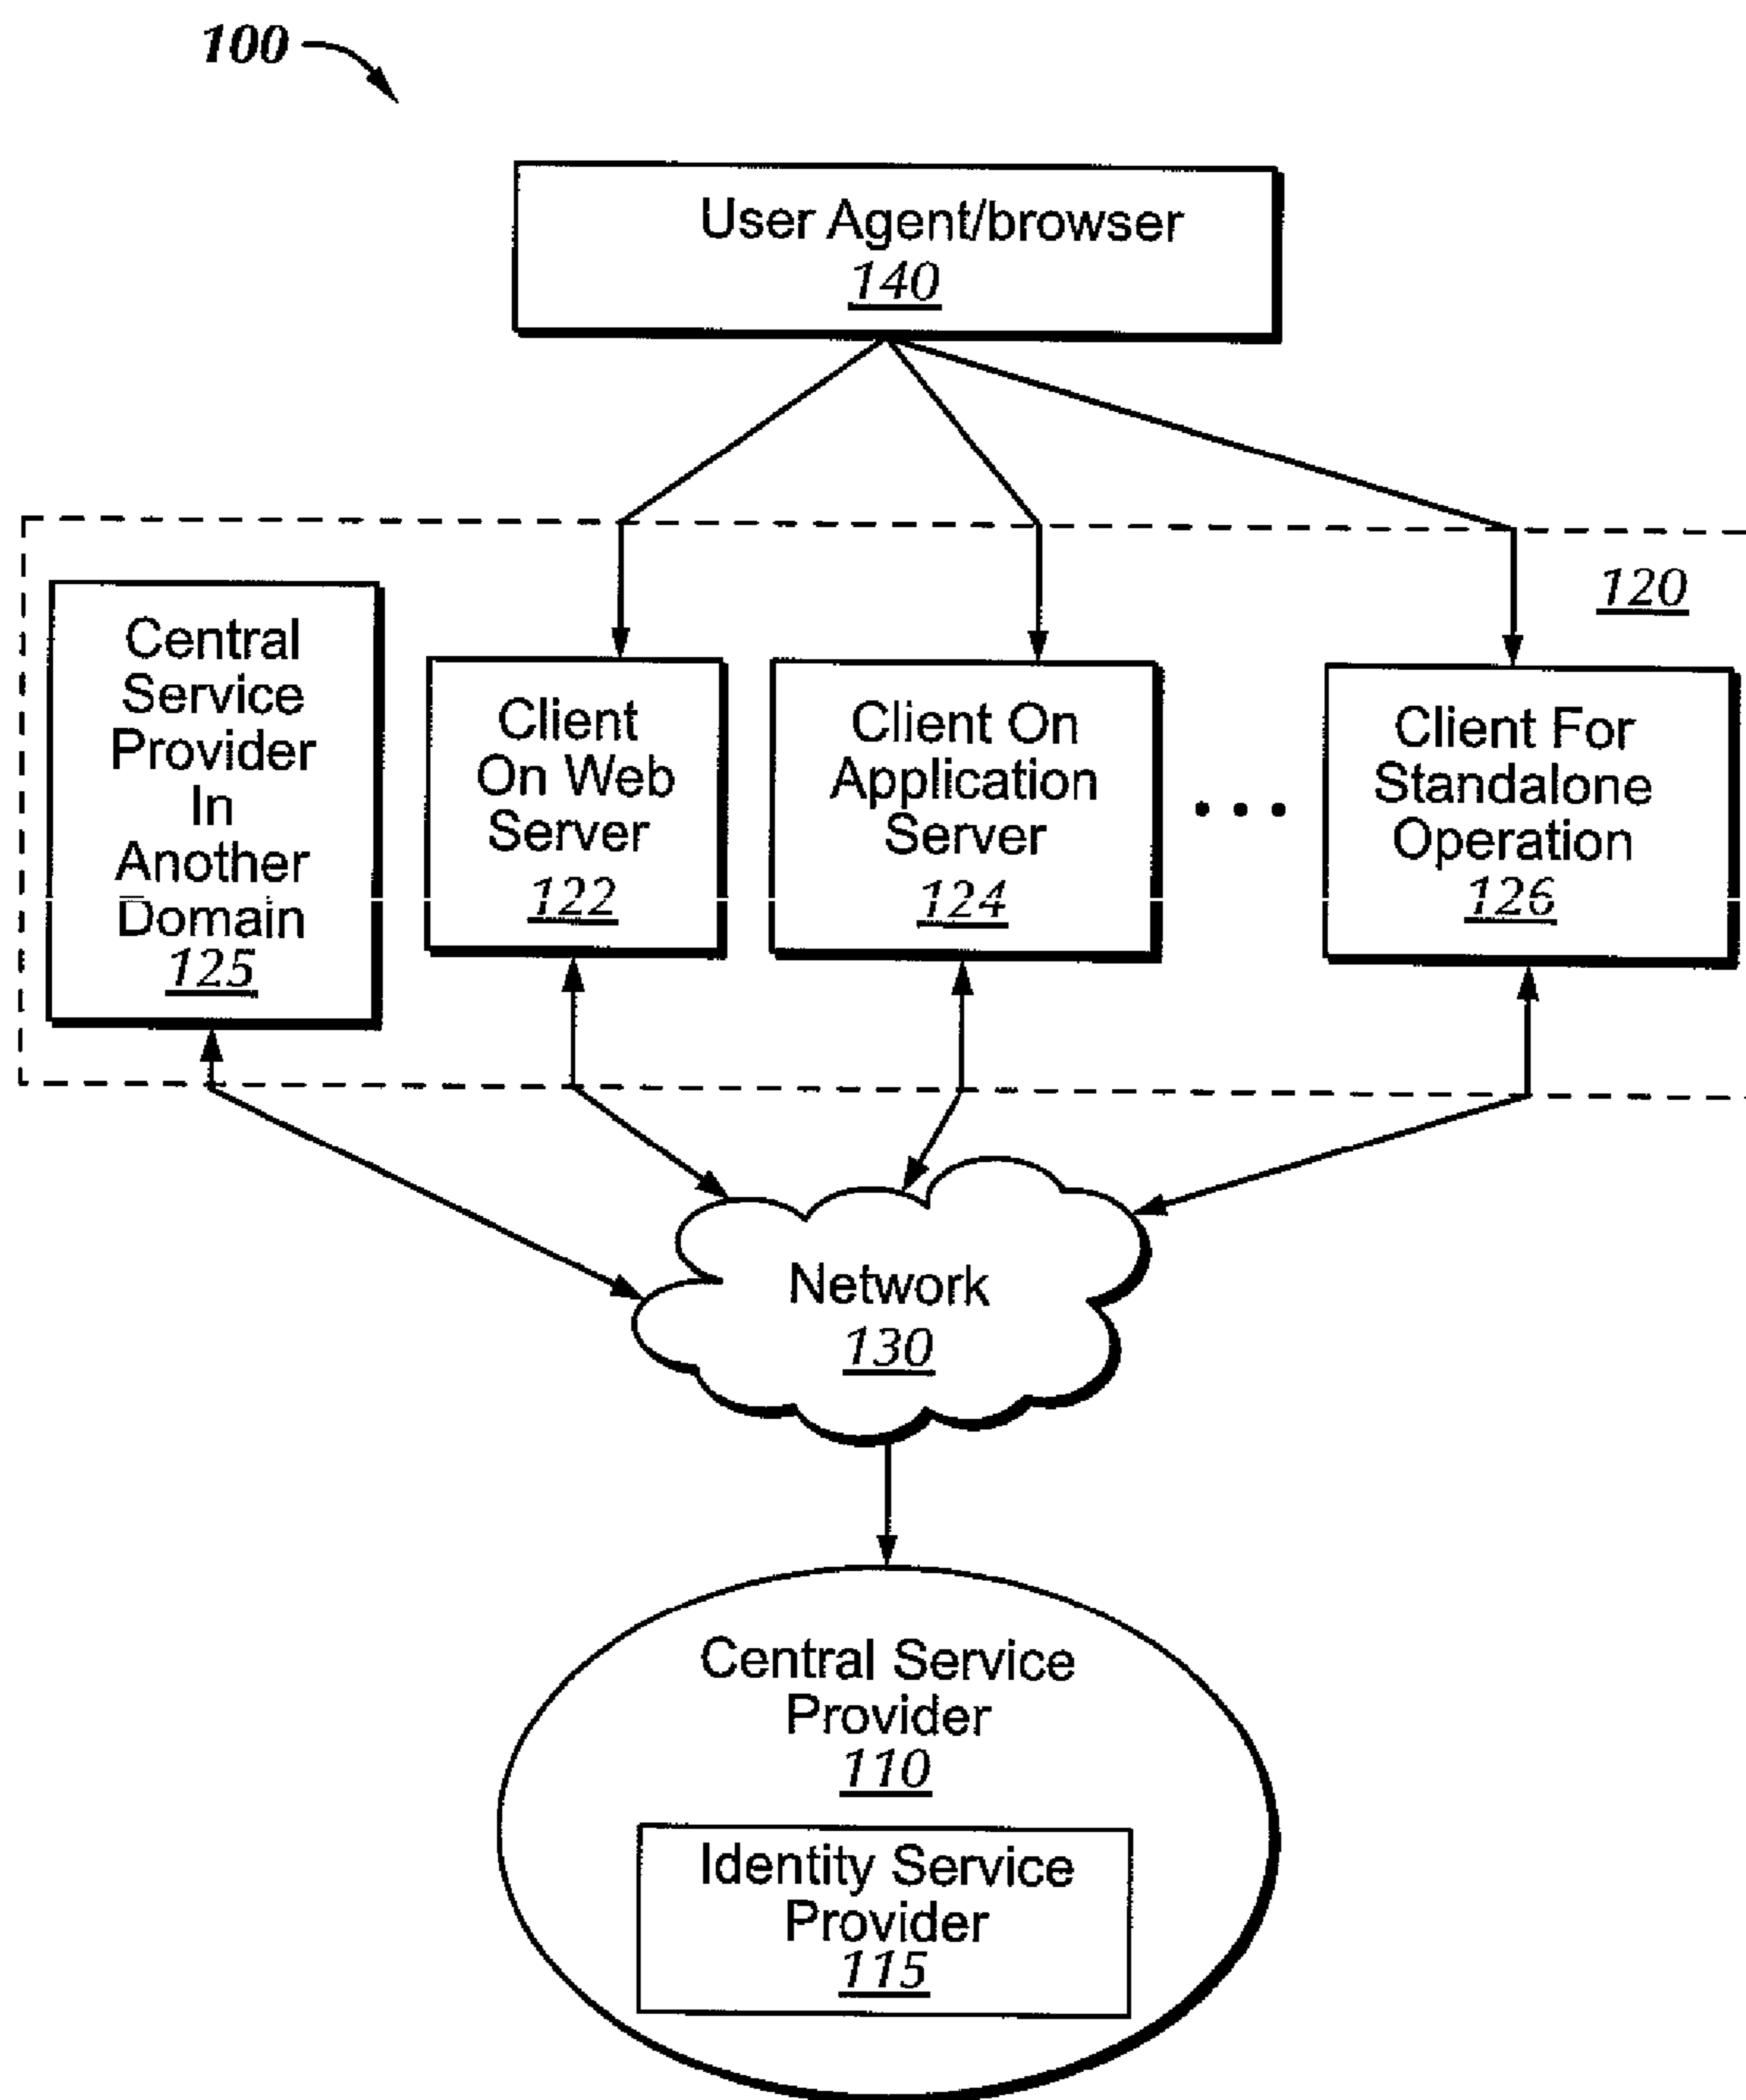 100
User Agent/browser
140
120
Central
Service
Provider
In
Another
Domain
125
Client
On Web
Server
122
Client On
Application
Server
124
...
Client For
Standalone
Operation
126
Network
130
Central Service
Provider
110
Identity Service
Provider
115